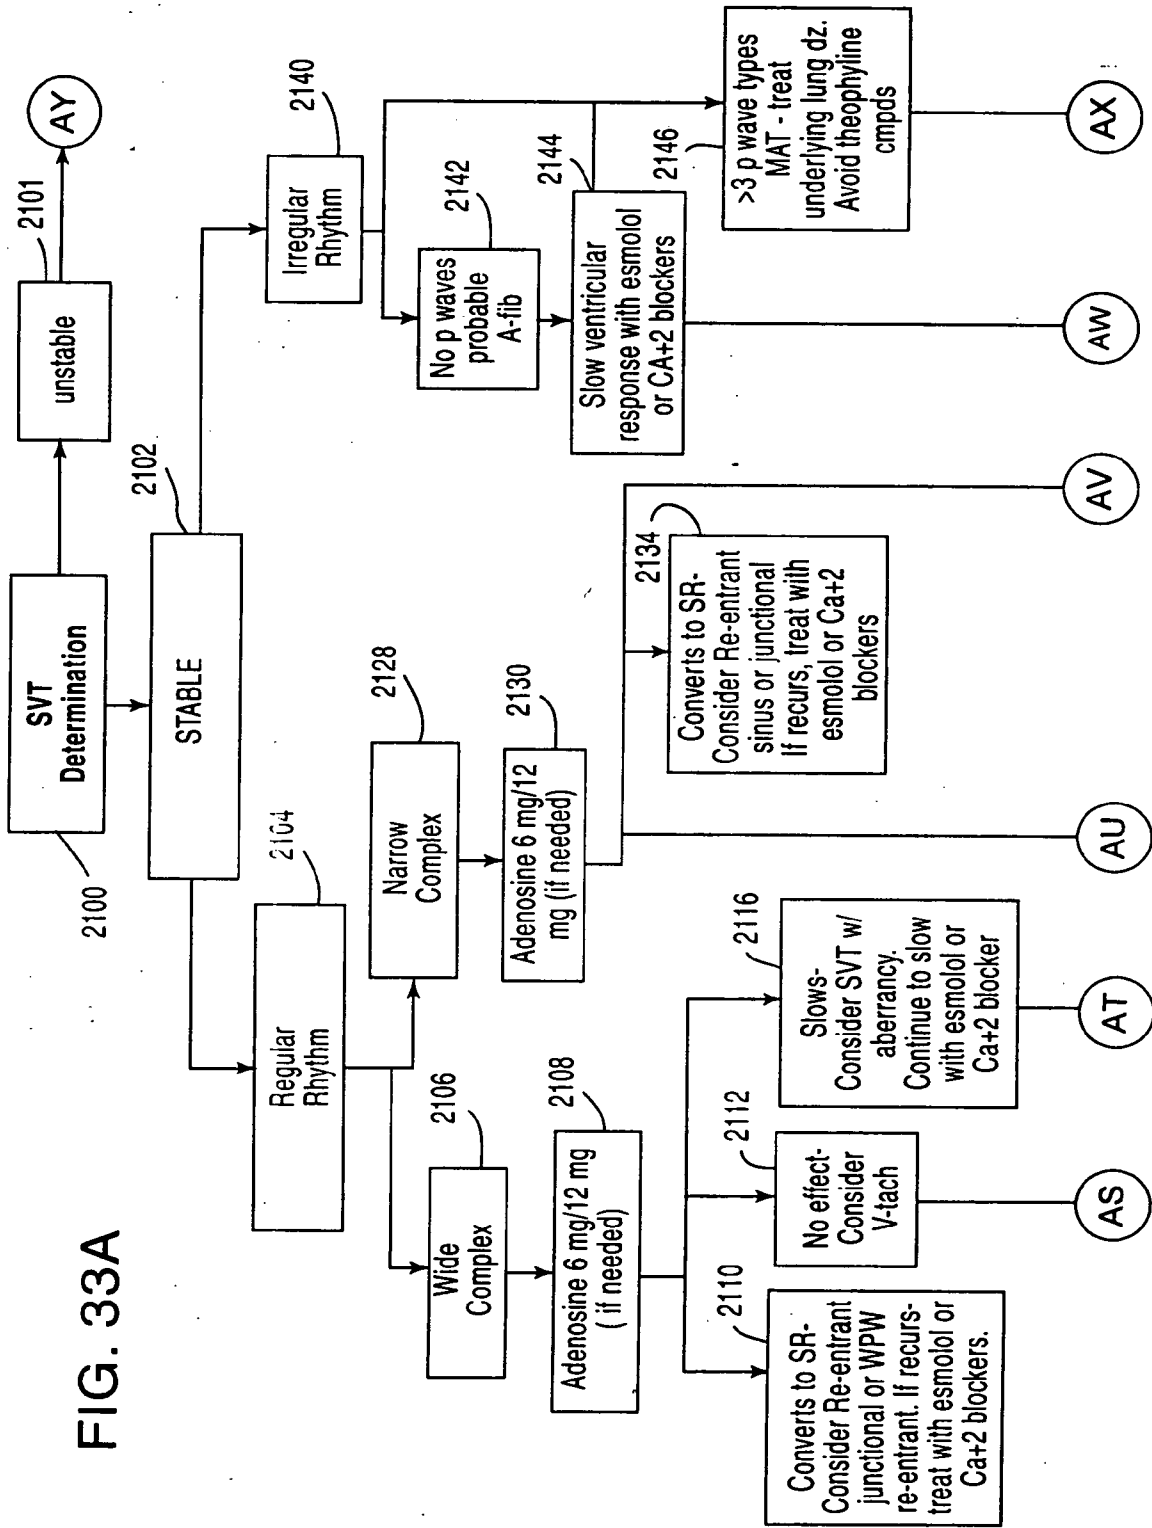 FIG. 33A
SVT
Determination
2100
unstable
2101
AY
STABLE
2102
Regular
Rhythm
2104
Wide
Complex
2106
Adenosine 6 mg/12 mg
( if needed)
2108
Converts to SR-
Consider Re-entrant
junctional or WPW
re-entrant. If recurs-
treat with esmolol or
Ca+2 blockers.
2110
No effect-
Consider
V-tach
2112
Slows-
Consider SVT w/
aberrancy.
Continue to slow
with esmolol or
Ca+2 blocker
2116
Narrow
Complex
2128
Adenosine 6 mg/12
mg (if needed)
2130
Converts to SR-
Consider Re-entrant
sinus or junctional
If recurs, treat with
esmolol or Ca+2
blockers
2134
Irregular
Rhythm
2140
No p waves
probable
A-fib
2142
Slow ventricular
response with esmolol
or CA+2 blockers
2144
>3 p wave types
MAT - treat
underlying lung dz.
Avoid theophyline
cmpds
2146
AS
AT
AU
AV
AW
AX